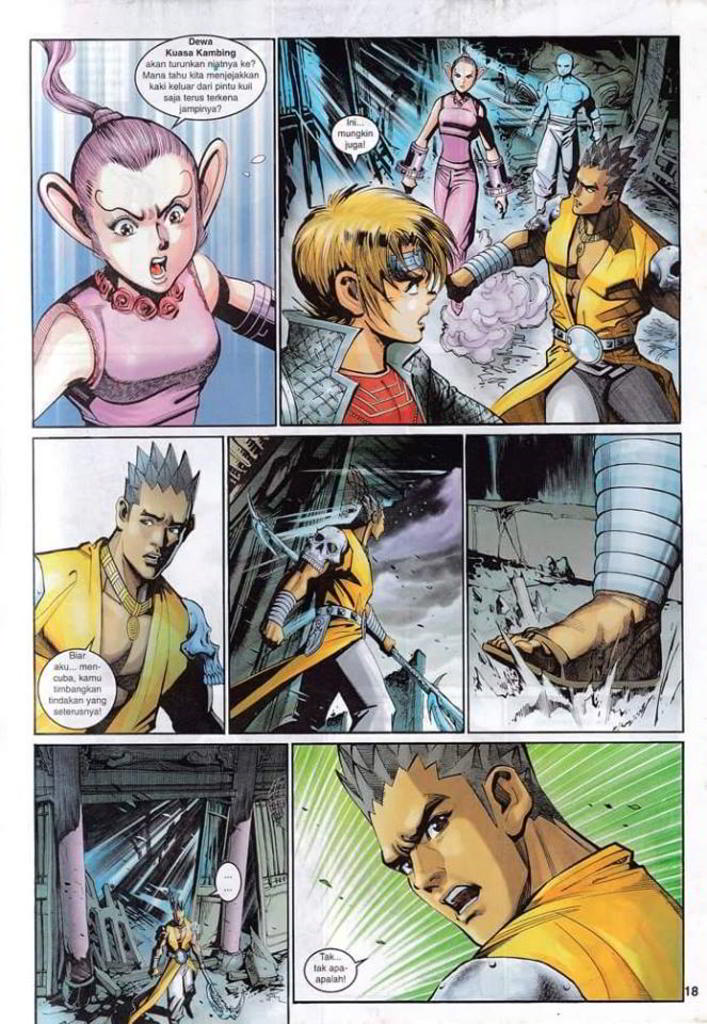 Dewa
Kuasa Kambing
akan turunkan niatnya ke?
Mana tahu kita menjejakkan
kaki keluar dari pintu kuil
saja terus terkena
jampinya?
Ini...
mungkin
juga!
Biar
aku... men-
cuba, kamu
timbangkan
tindakan yang
seterusnya!
...
...
Tak...
tak apa-
apalah!
18